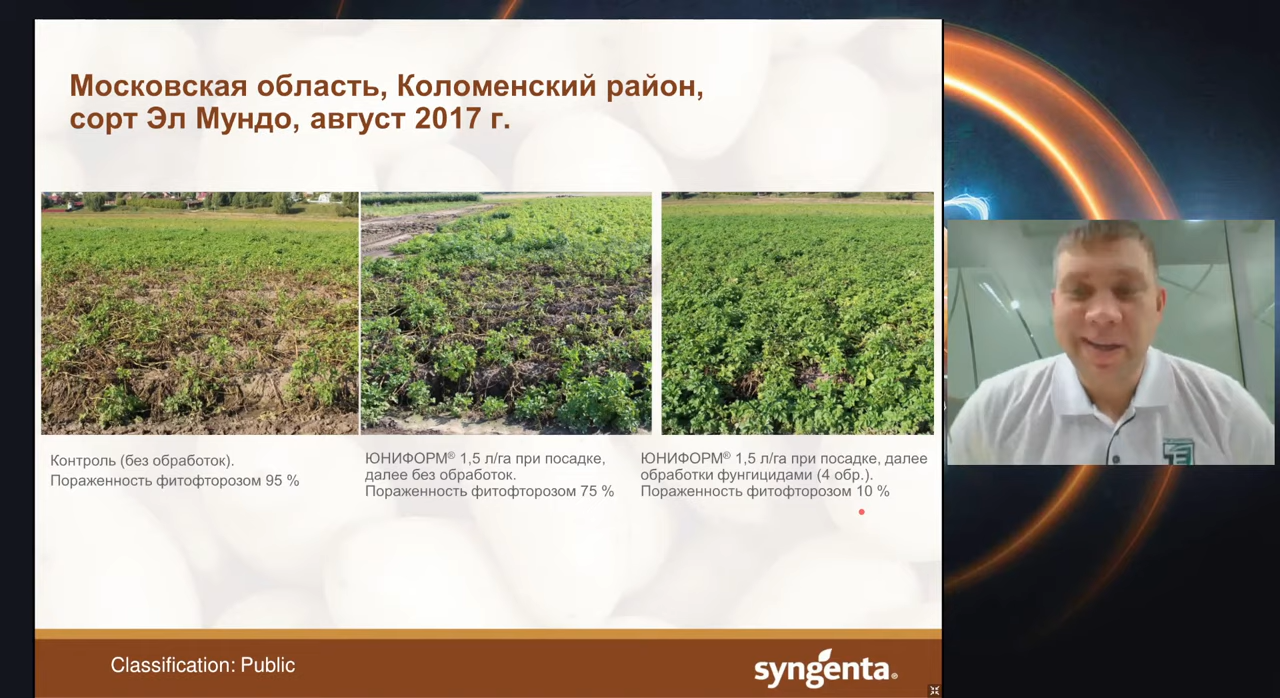 Московская область, Коломенский район,
сорт Эл Мундо, август 2017 г.
Контроль (без обработок).
Пораженность фитофторозом 95 %
ЮНИФОРМ® 1,5 л/га при посадке,
далее без обработок.
Пораженность фитофторозом 75 %
ЮНИФОРМ® 1,5 л/га при посадке, далее
обработки фунгицидами (4 обр.).
Пораженность фитофторозом 10 %
Classification: Public
syngenta®